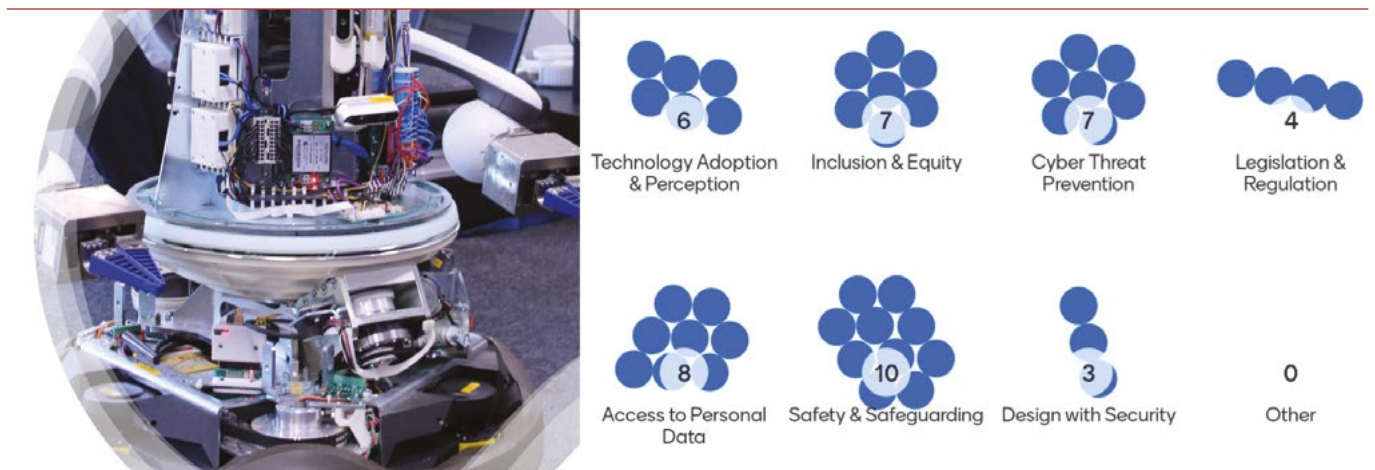 6
Technology Adoption
& Perception
7
Inclusion & Equity
7
Cyber Threat
Prevention
4
Legislation &
Regulation
8
Access to Personal
Data
10
Safety & Safeguarding
3
Design with Security
0
Other